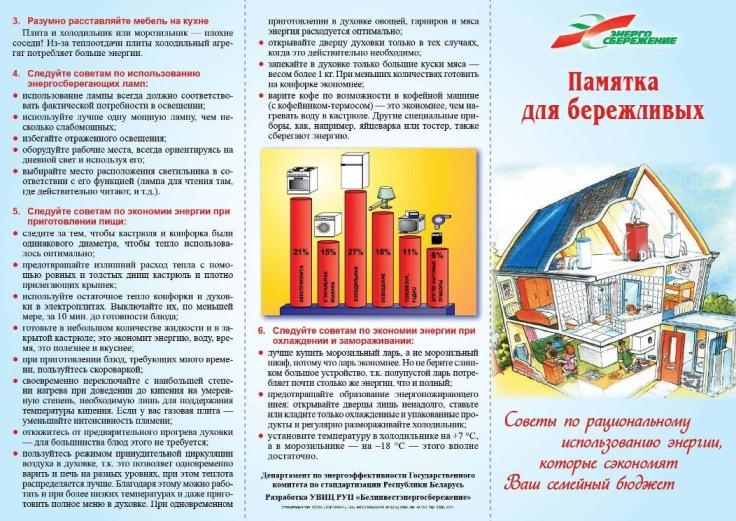 3. Разумно расставляйте мебель на кухне
Плита и холодильник или морозильник — плохие
соседи! Из-за теплоотдачи плиты холодильный агре-
гат потребляет больше энергии.
4. Следуйте советам по использованию
энергосберегающих ламп:
● использование лампы всегда должно соответство-
вать фактической потребности в освещении;
● используйте лучше одну мощную лампу, чем не-
сколько слабомощных;
● избегайте отраженного освещения;
● оборудуйте рабочие места, всегда ориентируясь на
дневной свет и используя его;
● выбирайте место расположения светильника в со-
ответствии с его функцией (лампа для чтения там,
где действительно читают, и т.д.).
5. Следуйте советам по экономии энергии при
приготовлении пищи:
● следите за тем, чтобы кастрюля и конфорка были
одинакового диаметра, чтобы тепло использова-
лось оптимально;
● предотвращайте излишний расход тепла с помо-
щью ровных и толстых днищ кастрюль и плотно
прилегающих крышек;
● используйте остаточное тепло конфорки и духов-
ки в электроплитах. Выключайте их, по меньшей
мере, за 10 мин. до готовности блюда;
● готовьте в небольшом количестве жидкости и в за-
крытой кастрюле; это экономит энергию, воду, вре-
мя, это полезнее и вкуснее;
● при приготовлении блюд, требующих много време-
ни, пользуйтесь скороваркой;
● своевременно переключайте с наибольшей степе-
ни нагрева при доведении до кипения на умерен-
ную степень, необходимую лишь для поддержания
температуры кипения. Если у вас газовая плита —
уменьшайте интенсивность пламени;
● откажитесь от предварительного прогрева духовки
— для большинства блюд этого не требуется;
● пользуйтесь режимом принудительной циркуляции
воздуха в духовке, т.к. это позволяет одновременно
варить и печь на разных уровнях, при этом теплота
распределяется лучше. Благодаря этому можно рабо-
тать и при более низких температурах и даже приго-
товить полное меню в духовке. При одновременном
приготовлении в духовке овощей, гарниров и мяса
энергия расходуется оптимально;
● открывайте дверцу духовки только в тех случаях,
когда это действительно необходимо;
● запекайте в духовке только большие куски мяса —
весом более 1 кг. При меньших количествах готовить
на конфорке экономнее;
● варите кофе по возможности в кофейной машине
(с кофейником-термосом) — это экономнее, чем на-
гревать воду в кастрюле. Другие специальные при-
боры, как, например, яйцеварка или тостер, также
сберегают энергию.
21% 15% 27% 18% 11% 8%
ЭЛЕКТРОПЛИТА
СТИРАЛЬНАЯ МАШИНА
ХОЛОДИЛЬНИК
ОСВЕЩЕНИЕ
ТЕЛЕВИЗОР, РАДИО
ДРУГИЕ БЫТОВЫЕ ПРИБОРЫ
6. Следуйте советам по экономии энергии при
охлаждении и замораживании:
● лучше купить морозильный ларь, а не морозильный
шкаф, потому что ларь экономнее. Но не берите слиш-
ком большое устройство, т.к. полупустой ларь потреб-
ляет почти столько же энергии, что и полный;
● предотвращайте образование энергопожирающего
инея: открывайте дверцы лишь ненадолго, ставьте
или кладите только охлажденные и упакованные про-
дукты и регулярно размораживайте холодильник;
● установите температуру в холодильнике на +7 °С,
а в морозильнике — на –18 °С — этого вполне
достаточно.
Департамент по энергоэффективности Государственного
комитета по стандартизации Республики Беларусь
Разработка УВИЦ РУП «Белинвестэнергосбережение»
ЭНЕРГО
СБЕРЕЖЕНИЕ
Памятка
для бережливых
Советы по рациональному
использованию энергии,
которые сэкономят
Ваш семейный бюджет